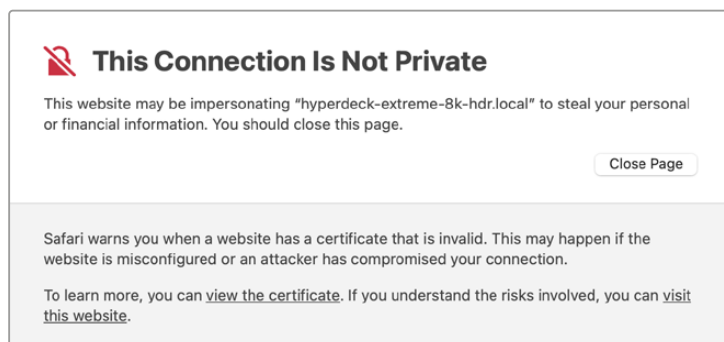 This Connection Is Not Private
This website may be impersonating “hyperdeck-extreme-8k-hdr.local” to steal your personal
or financial information. You should close this page.
Close Page
Safari warns you when a website has a certificate that is invalid. This may happen if the
website is misconfigured or an attacker has compromised your connection.
To learn more, you can view the certificate. If you understand the risks involved, you can visit
this website.